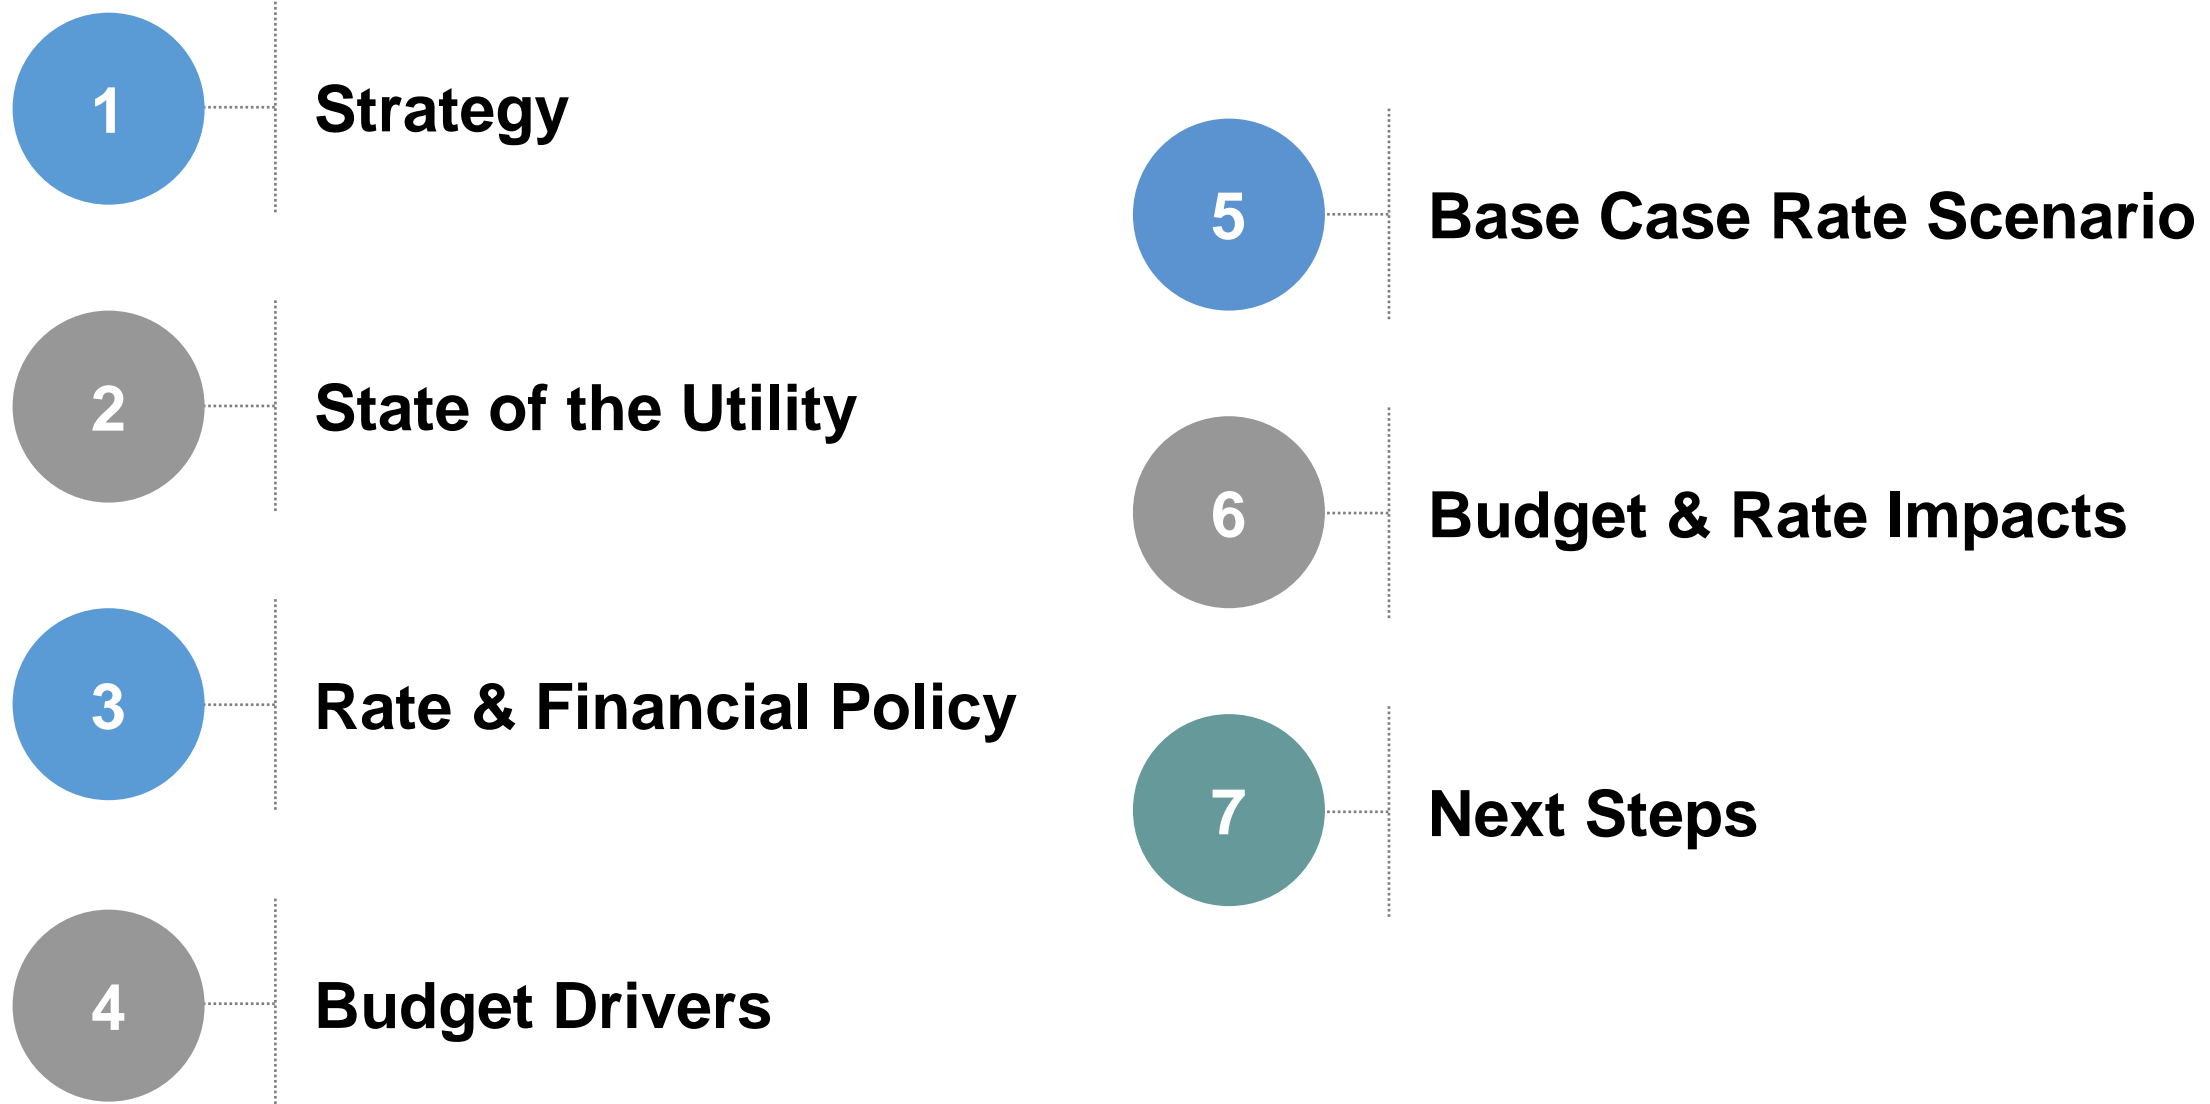 1
Strategy
2
State of the Utility
3
Rate & Financial Policy
4
Budget Drivers
5
Base Case Rate Scenario
6
Budget & Rate Impacts
7
Next Steps